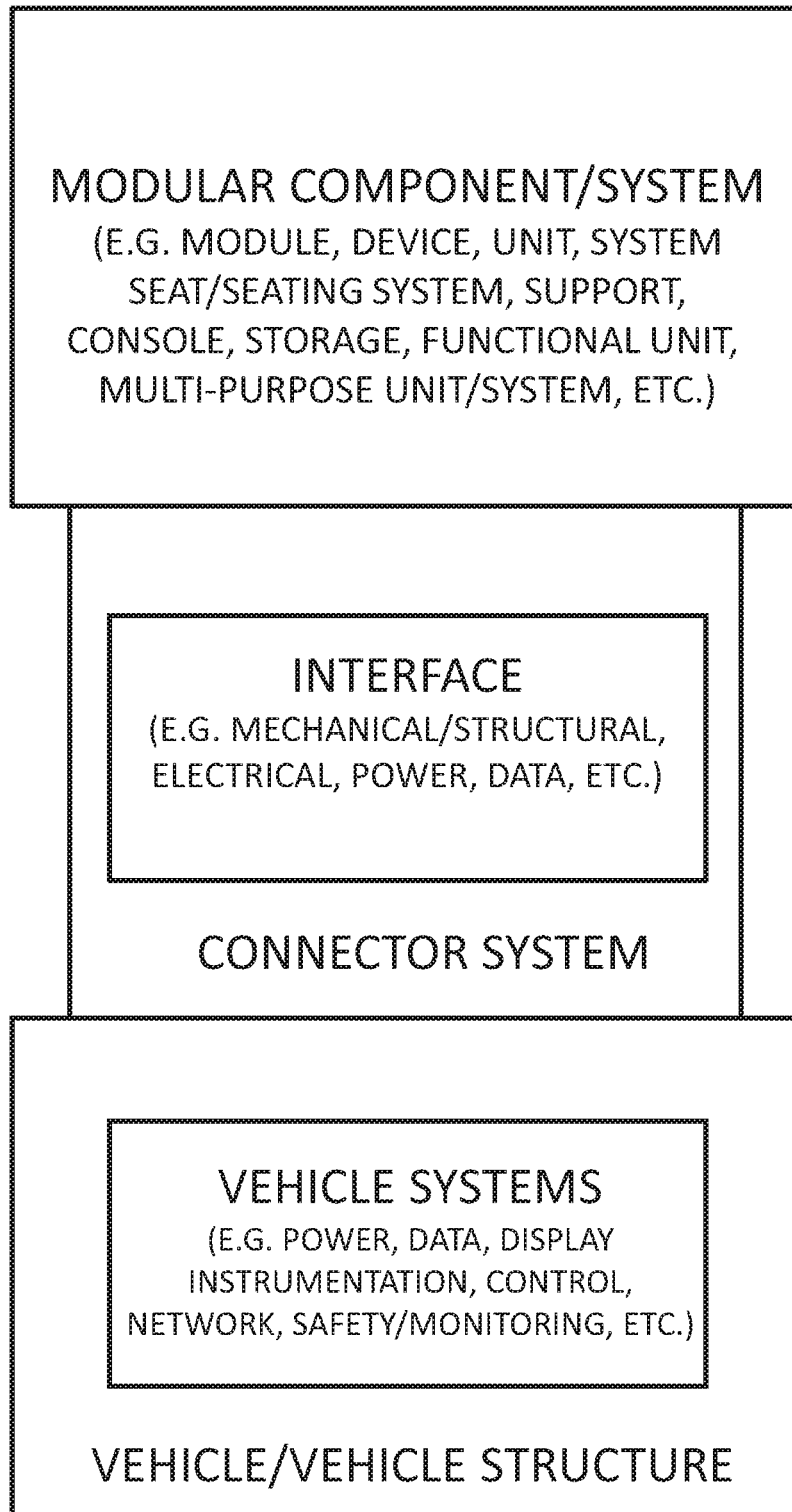 MODULAR COMPONENT/SYSTEM
(E.G. MODULE, DEVICE, UNIT, SYSTEM
SEAT/SEATING SYSTEM, SUPPORT,
CONSOLE, STORAGE, FUNCTIONAL UNIT,
MULTI-PURPOSE UNIT/SYSTEM, ETC.)
INTERFACE
(E.G. MECHANICAL/STRUCTURAL,
ELECTRICAL, POWER, DATA, ETC.)
CONNECTOR SYSTEM
VEHICLE SYSTEMS
(E.G. POWER, DATA, DISPLAY
INSTRUMENTATION, CONTROL,
NETWORK, SAFETY/MONITORING, ETC.)
VEHICLE/VEHICLE STRUCTURE